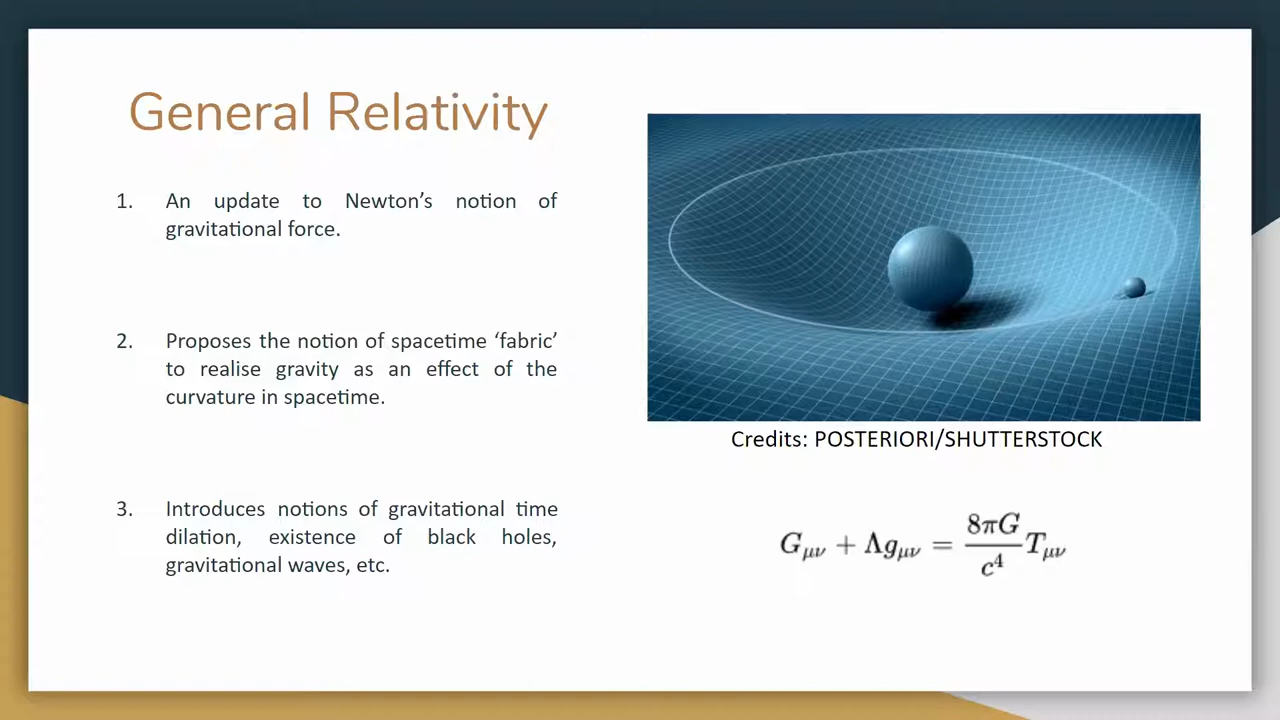 General Relativity
1. An update to Newton’s notion of
gravitational force.
2. Proposes the notion of spacetime ‘fabric’
to realise gravity as an effect of the
curvature in spacetime.
3. Introduces notions of gravitational time
dilation, existence of black holes,
gravitational waves, etc.
Credits: POSTERIORI/SHUTTERSTOCK
G_{μν} + Λg_{μν} = \frac{8πG}{c^4} T_{μν}